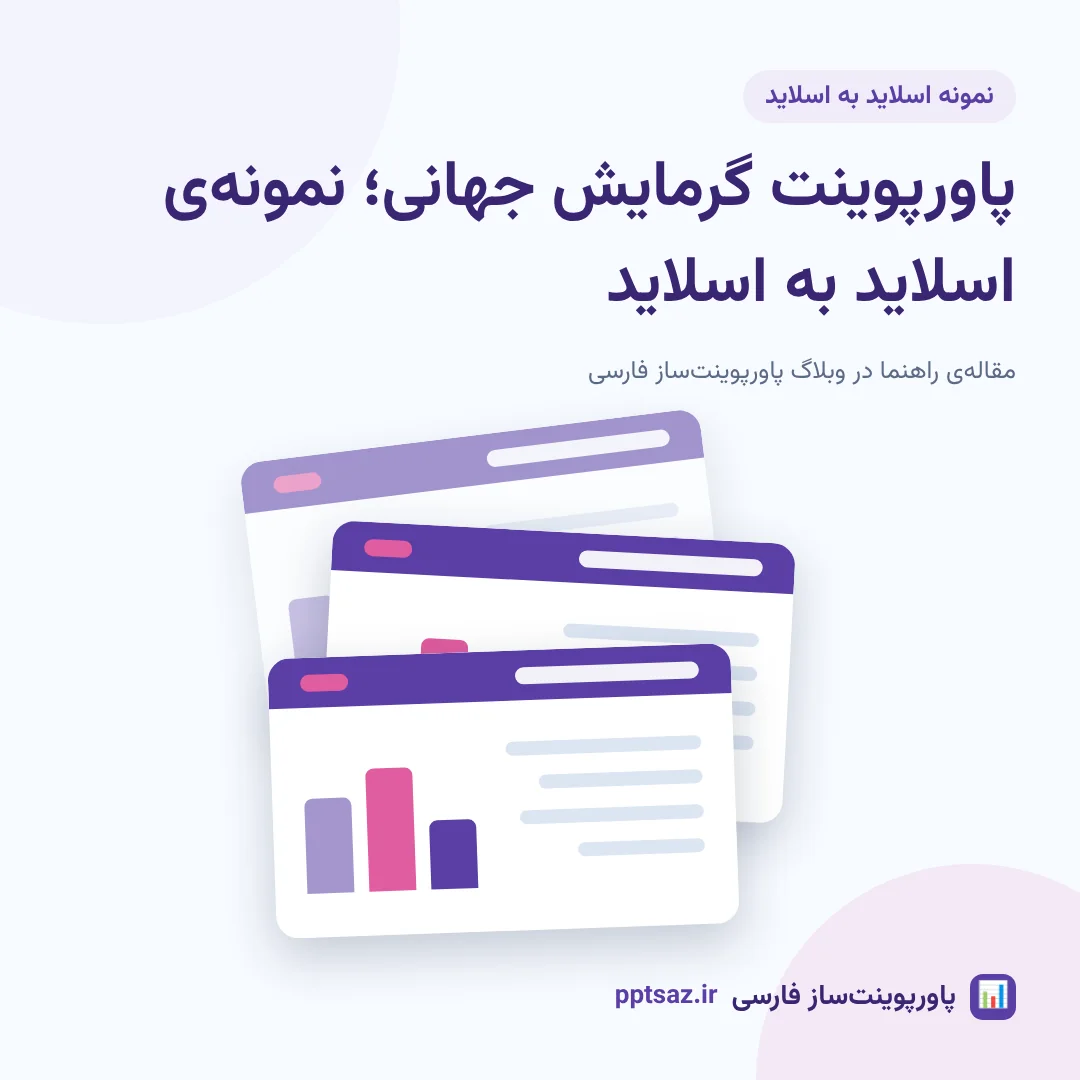 نمونه اسلاید به اسلاید
پاورپوینت گرمایش جهانی؛ نمونه‌ی
اسلاید به اسلاید
مقاله‌ی راهنما در وبلاگ پاورپوینت‌ساز فارسی
پاورپوینت‌ساز فارسی pptsaz.ir